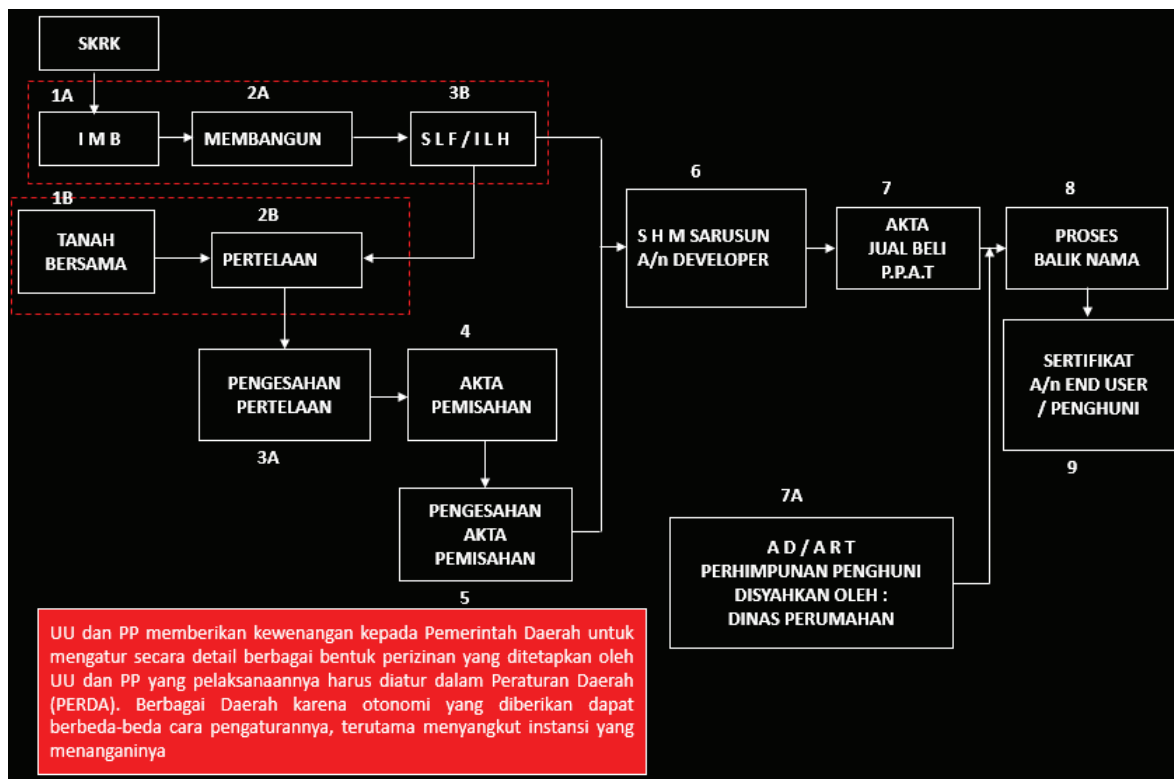 SKRK
1A
2A
3B
I M B
MEMBANGUN
S L F / I L H
1B
2B
TANAH
BERSAMA
PERTELAAN
6
7
8
S H M SARUSUN
A/n DEVELOPER
AKTA
JUAL BELI
P.P.A.T
PROSES
BALIK NAMA
4
PENGESAHAN
PERTELAAN
AKTA
PEMISAHAN
SERTIFIKAT
A/n END USER
/ PENGHUNI
3A
9
PENGESAHAN
AKTA
PEMISAHAN
5
7A
A D / A R T
PERHIMPUNAN PENGHUNI
DISYAHKAN OLEH :
DINAS PERUMAHAN
UU dan PP memberikan kewenangan kepada Pemerintah Daerah untuk
mengatur secara detail berbagai bentuk perizinan yang ditetapkan oleh
UU dan PP yang pelaksanaannya harus diatur dalam Peraturan Daerah
(PERDA). Berbagai Daerah karena otonomi yang diberikan dapat
berbeda-beda cara pengaturannya, terutama menyangkut instansi yang
menanganinya